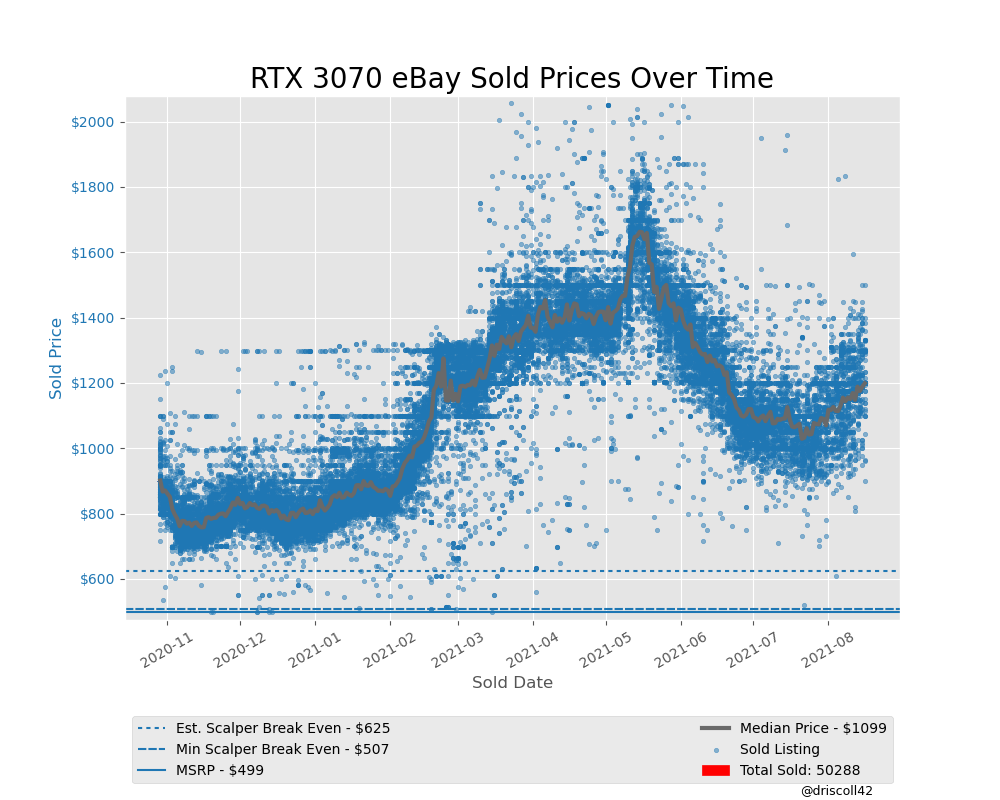 RTX 3070 eBay Sold Prices Over Time
$2000
$1800
$1600
$1400
$1200
$1000
$800
$600
Sold Price
2020-11
2020-12
2021-01
2021-02
2021-03
2021-04
2021-05
2021-06
2021-07
2021-08
Sold Date
Est. Scalper Break Even - $625
Min Scalper Break Even - $507
MSRP - $499
Median Price - $1099
Sold Listing
Total Sold: 50288
@driscoll42